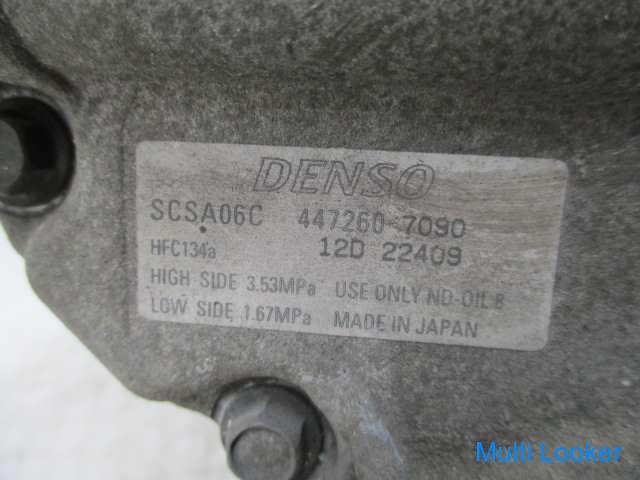 DENSO
SCSA06C 447260-7090
HFC134a 12D 22409
HIGH SIDE 3.53MPa USE ONLY ND-OIL 8
LOW SIDE 1.67MPa MADE IN JAPAN
Multi Looker